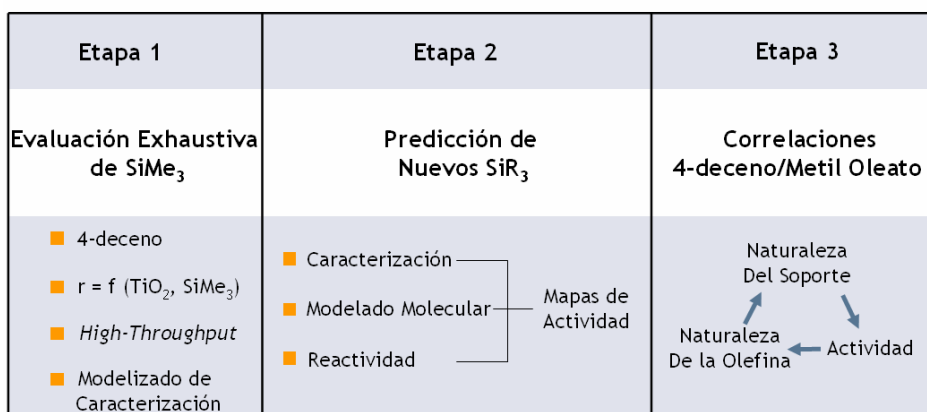 Etapa 1
Etapa 2
Etapa 3
Evaluación Exhaustiva
de SiMe₃
Predicción de
Nuevos SiR₃
Correlaciones
4-deceno/Metil Oleato
4-deceno
r = f (TiO₂, SiMe₃)
High-Throughput
Modelizado de
Caracterización
Caracterización
Modelado Molecular
Reactividad
Mapas de
Actividad
Naturaleza
Del Soporte
Naturaleza
De la Olefina
Actividad